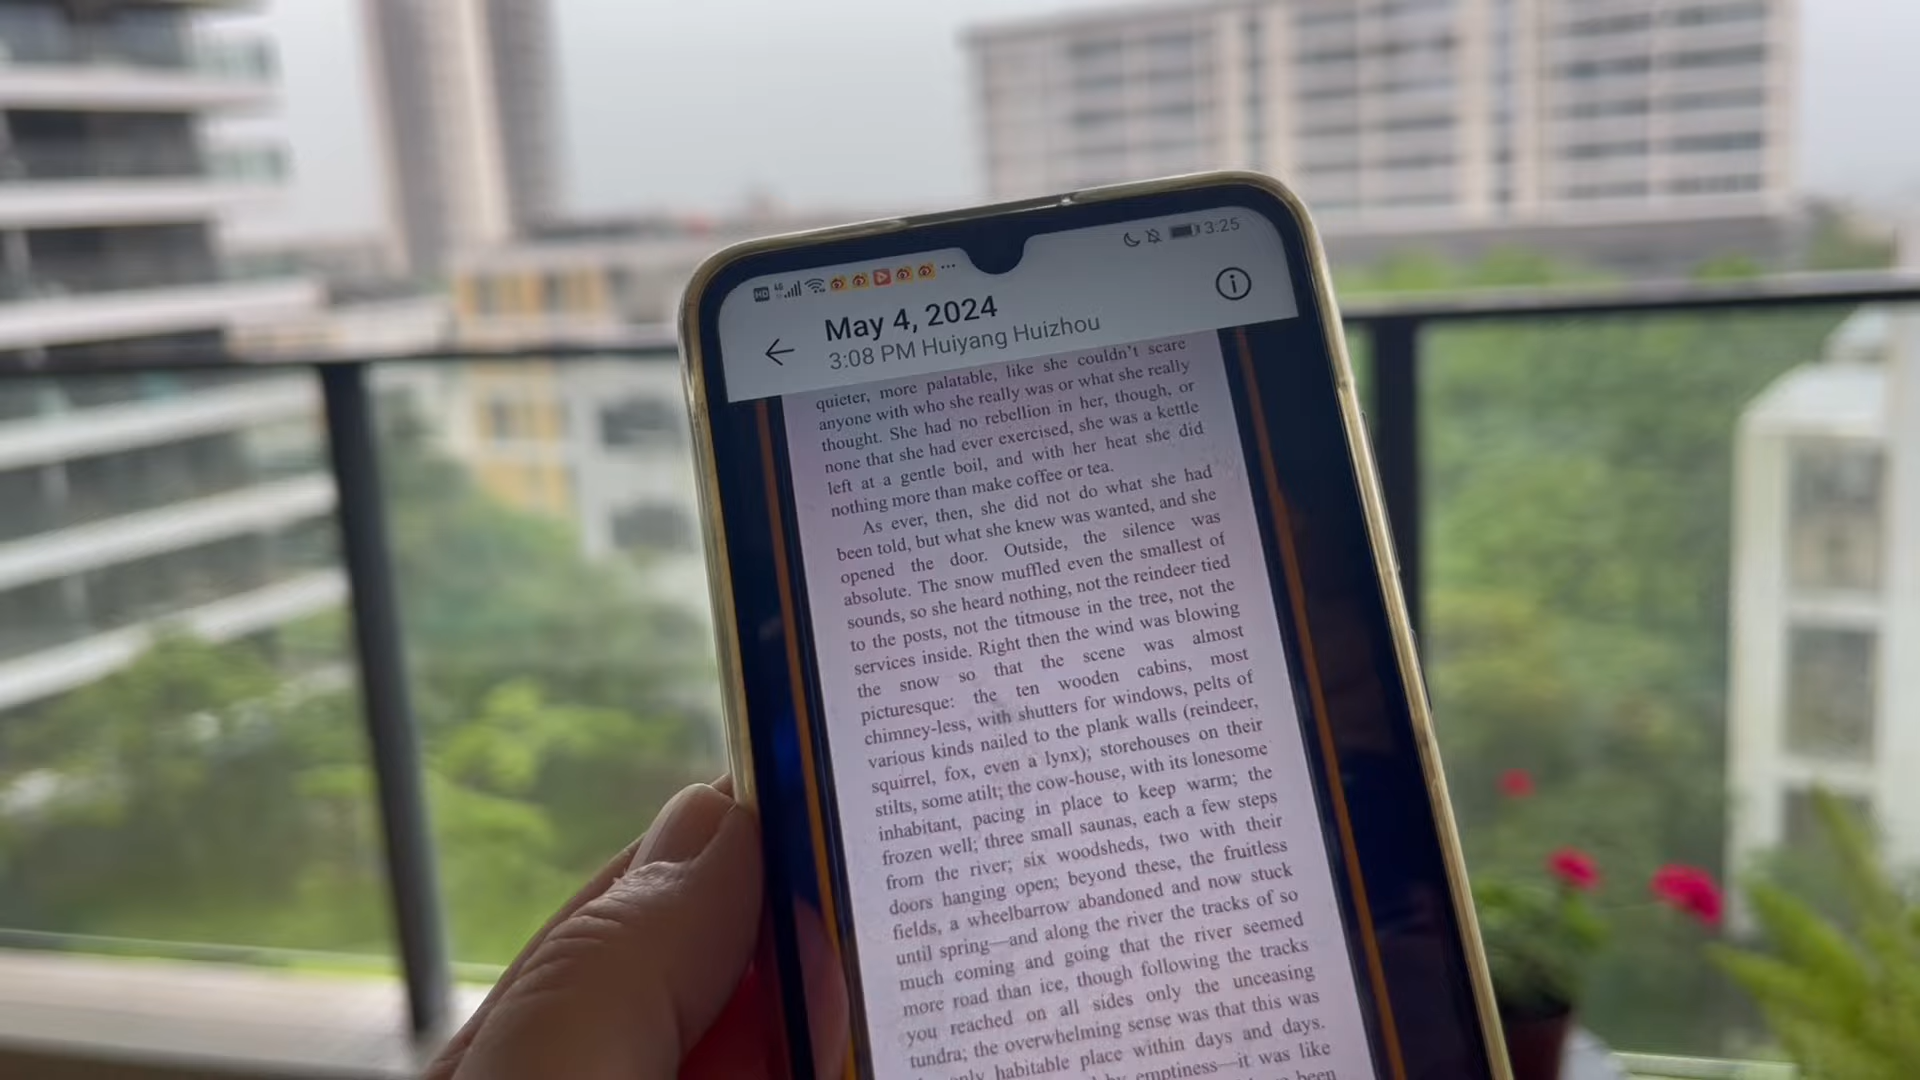 HD 4G 3:25
May 4, 2024
3:08 PM Huiyang Huizhou
quieter, more palatable, like she couldn't scare
anyone with who she really was or what she really
thought. She had no rebellion in her, though, or
none that she had ever exercised, she was a kettle
left at a gentle boil, and with her heat she did
nothing more than make coffee or tea.
As ever, then, she did not do what she had
been told, but what she knew was wanted, and she
opened the door. Outside, the silence was
absolute. The snow muffled even the smallest of
sounds, so she heard nothing, not the reindeer tied
to the posts, not the titmouse in the tree, not the
services inside. Right then the wind was blowing
the snow so that the scene was almost
picturesque: the ten wooden cabins, most
chimney-less, with shutters for windows, pelts of
various kinds nailed to the plank walls (reindeer,
squirrel, fox, even a lynx); storehouses on their
stilts, some atilt; the cow-house, with its lonesome
inhabitant, pacing in place to keep warm; the
frozen well; three small saunas, each a few steps
from the river; six woodsheds, two with their
doors hanging open; beyond these, the fruitless
fields, a wheelbarrow abandoned and now stuck
until spring—and along the river the tracks of so
much coming and going that the river seemed
more road than ice, though following the tracks
you reached on all sides only the unceasing
tundra; the overwhelming sense was that this was
only habitable place within days and days.
by emptiness—it was like
been